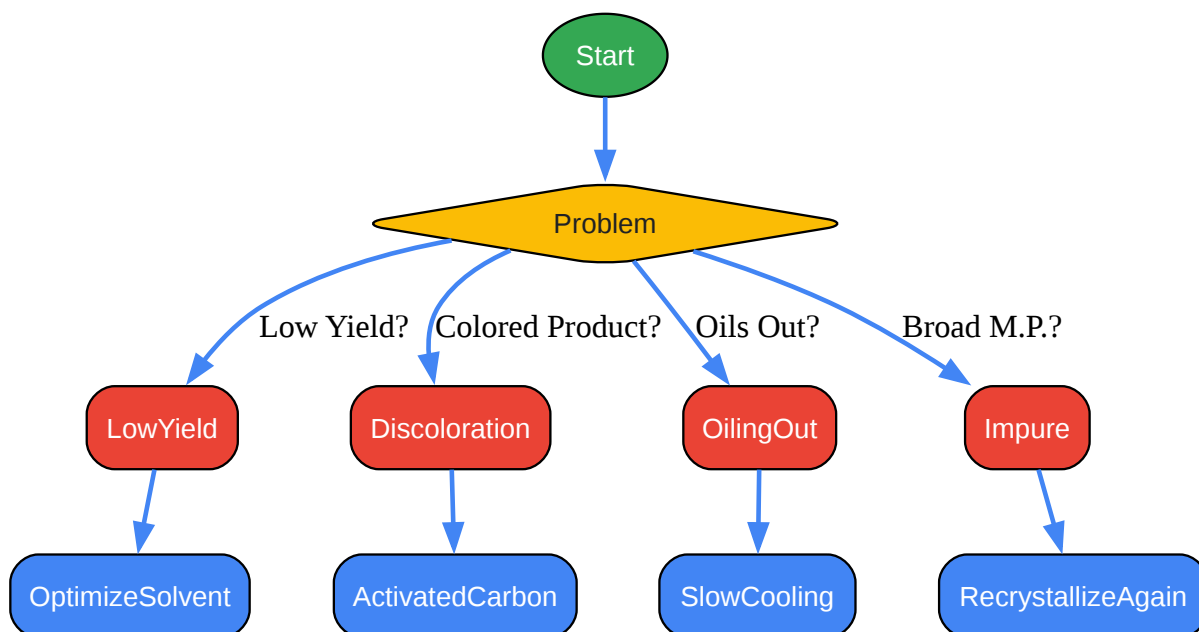 Start
Problem
Low Yield?
Colored Product?
Oils Out?
Broad M.P.?
LowYield
Discoloration
OilingOut
Impure
OptimizeSolvent
ActivatedCarbon
SlowCooling
RecrystallizeAgain